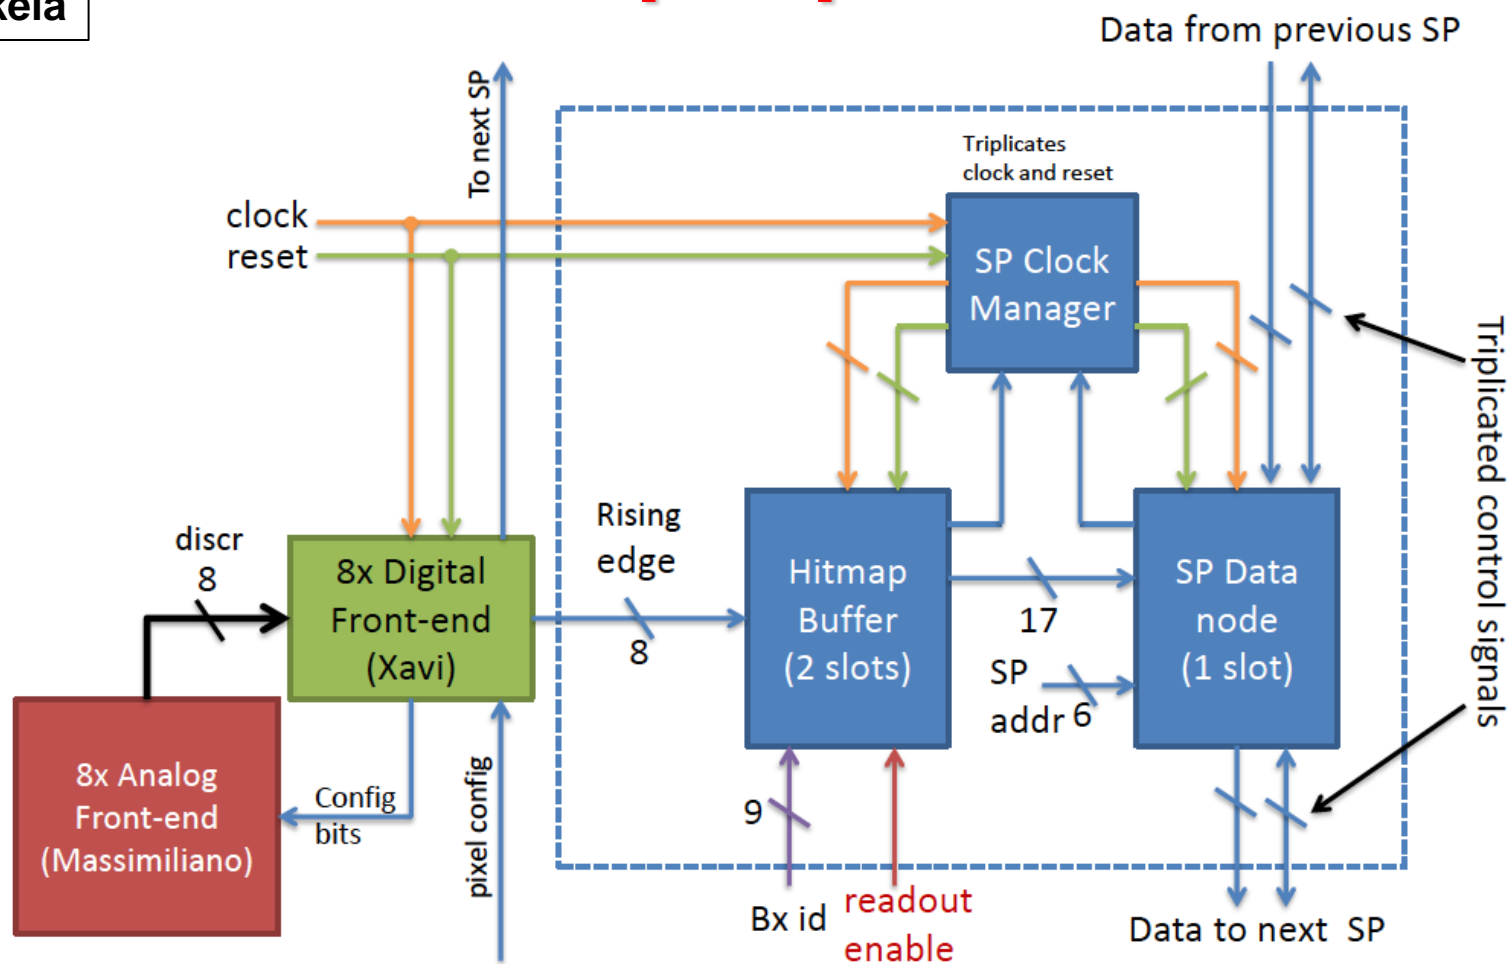 Data from previous SP
To next SP
Triplicates
clock and reset
clock
reset
SP Clock
Manager
Triplicated control signals
discr
8
8x Digital
Front-end
(Xavi)
Rising
edge
8
Hitmap
Buffer
(2 slots)
17
SP Data
node
(1 slot)
SP
addr 6
8x Analog
Front-end
(Massimiliano)
Config
bits
pixel config
9
Bx id
readout
enable
Data to next SP